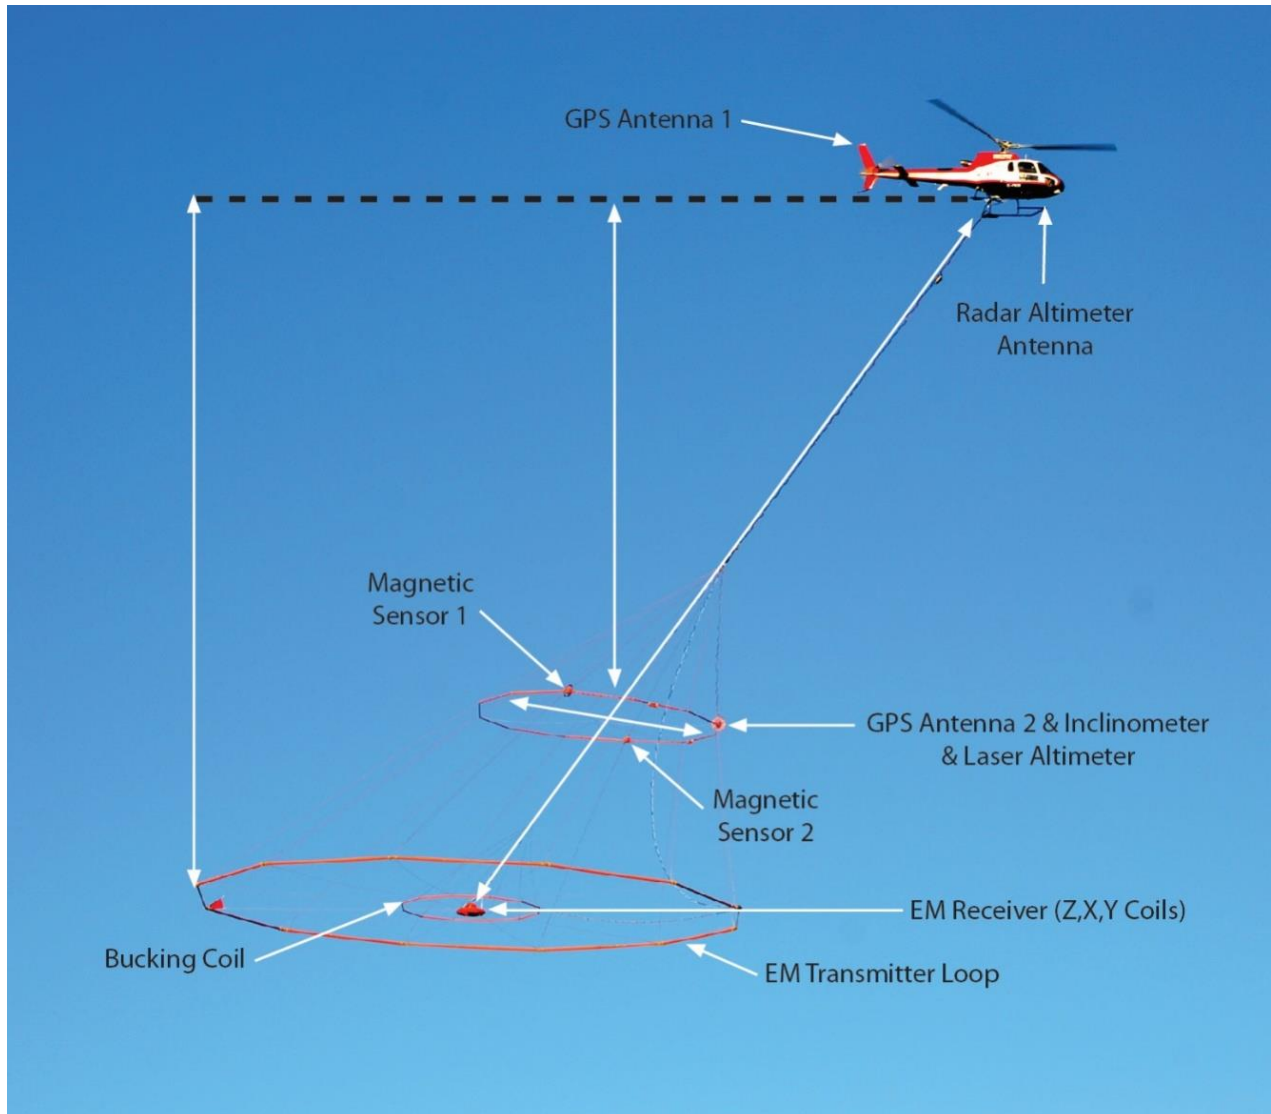 GPS Antenna 1
Radar Altimeter
Antenna
Magnetic
Sensor 1
GPS Antenna 2 & Inclinometer
& Laser Altimeter
Magnetic
Sensor 2
EM Receiver (Z,X,Y Coils)
Bucking Coil
EM Transmitter Loop